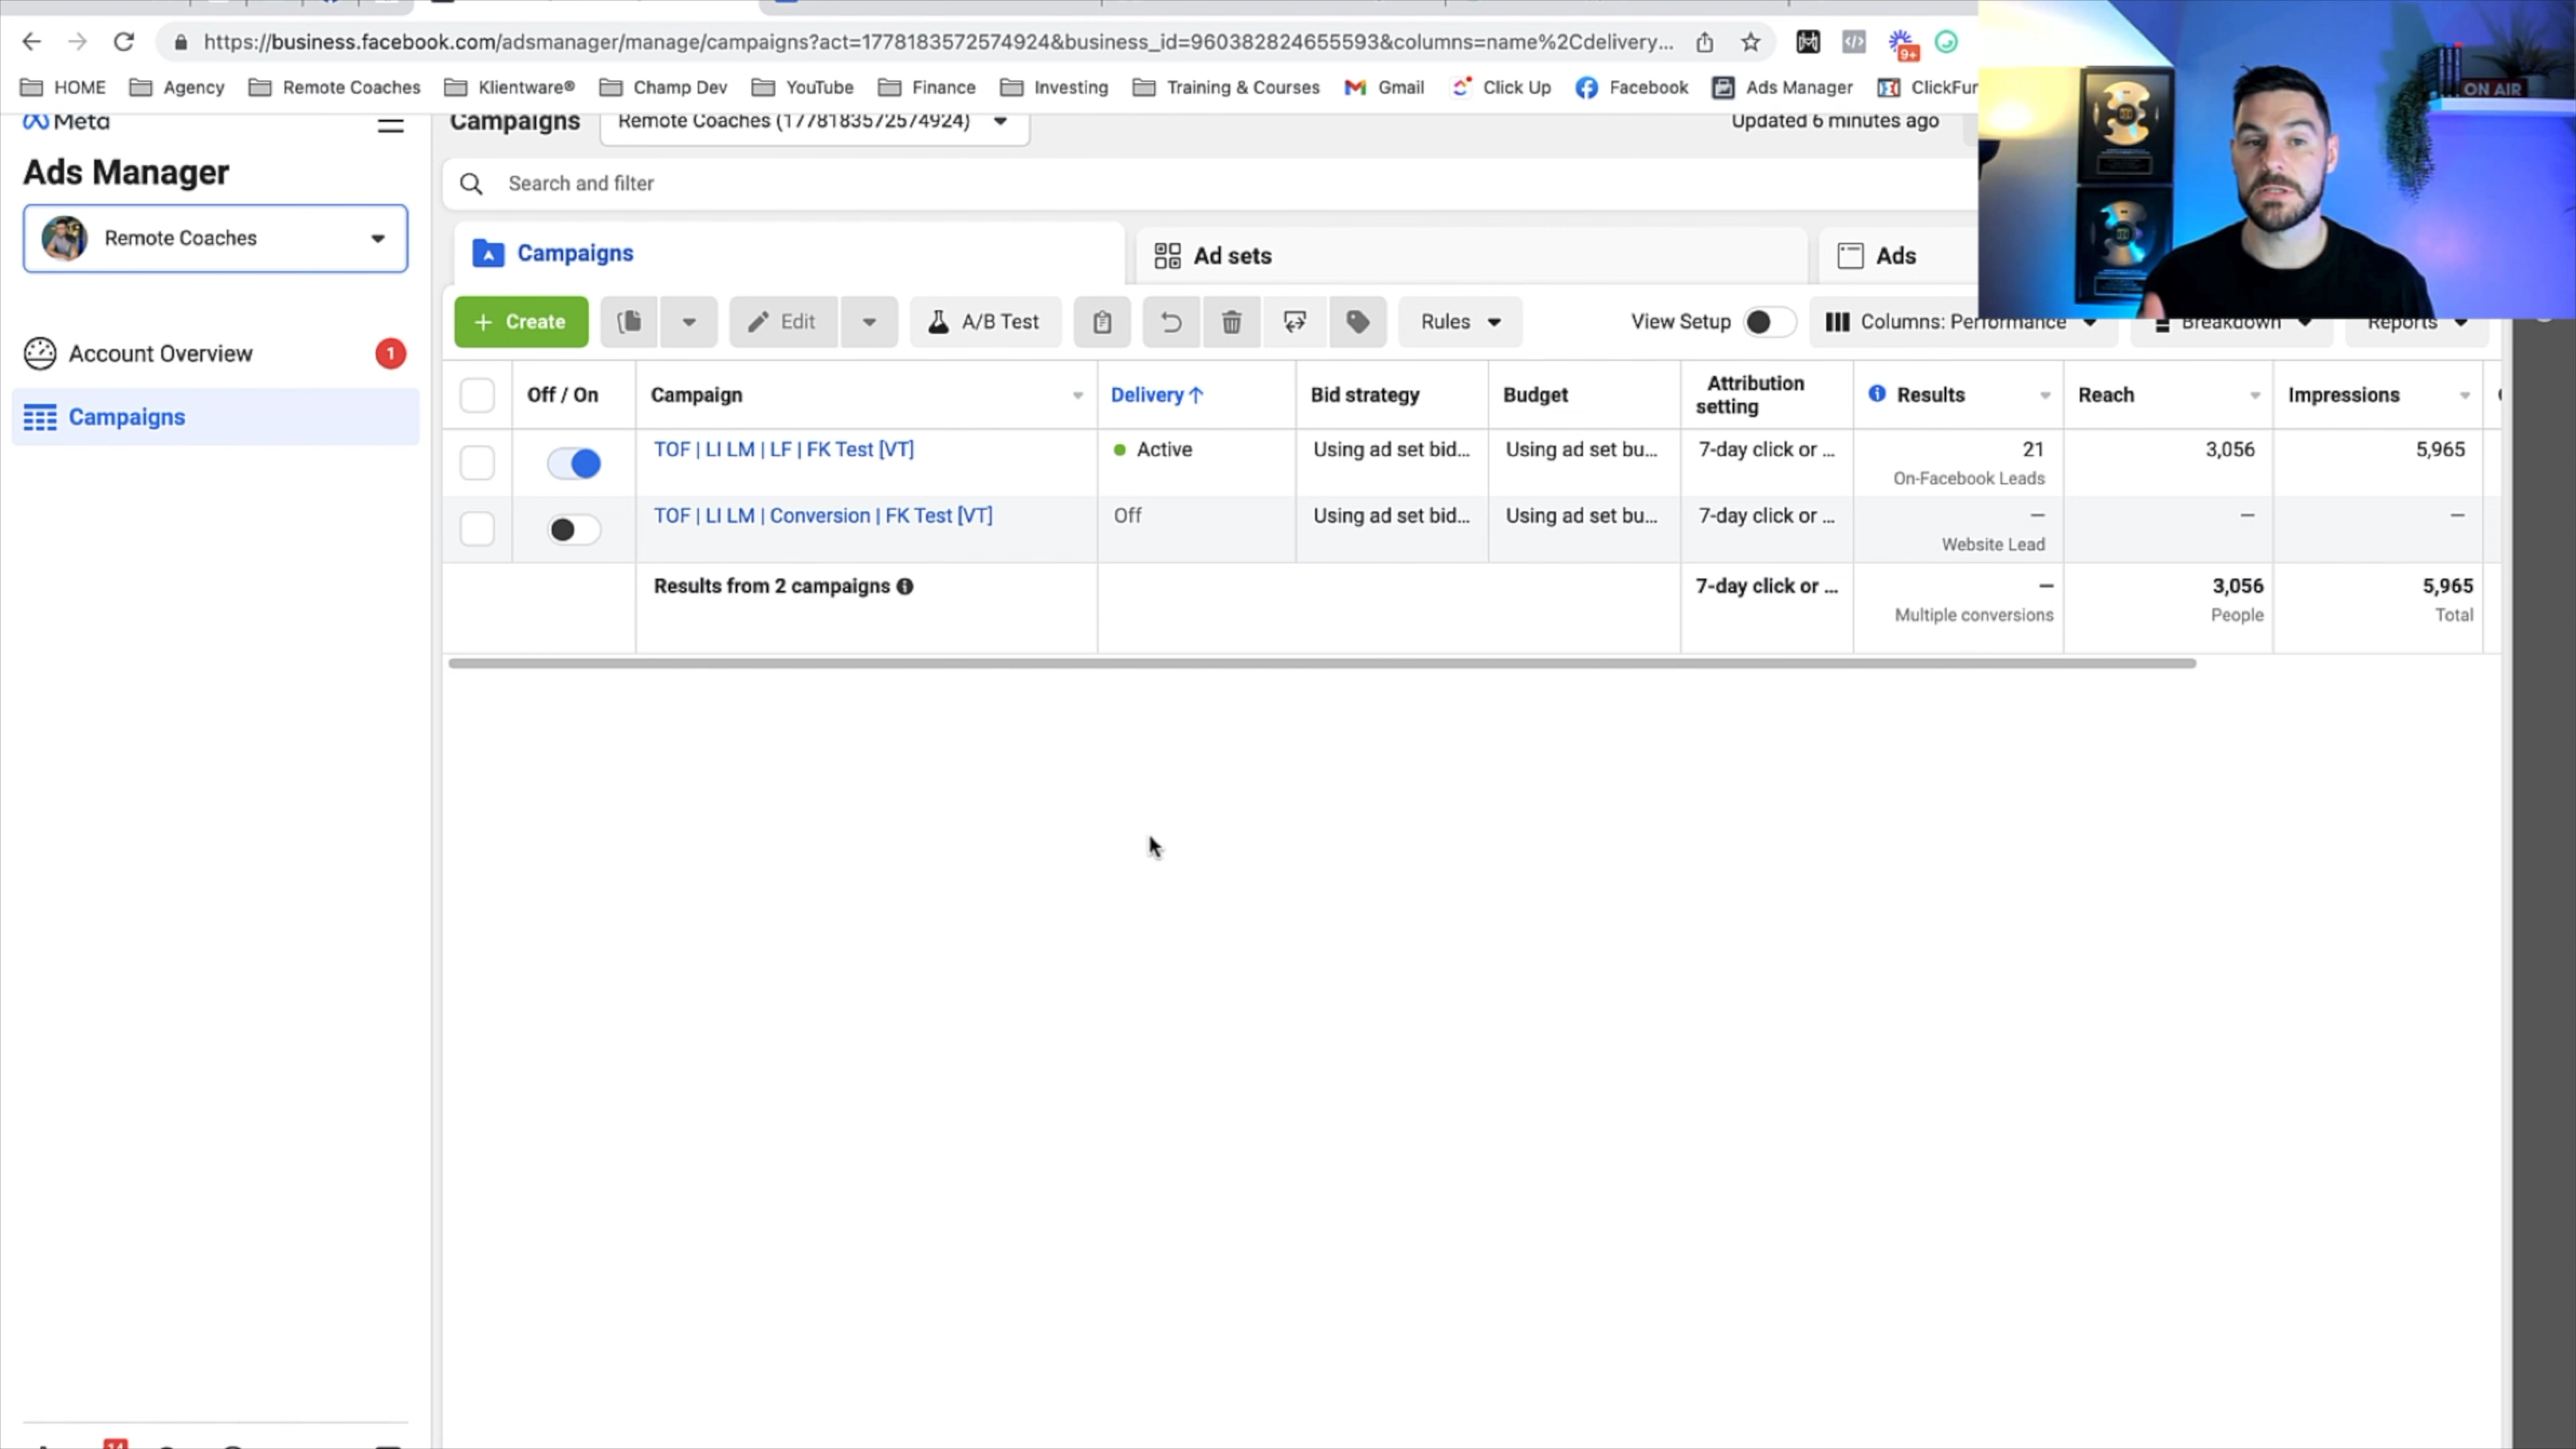 https://business.facebook.com/adsmanager/manage/campaigns?act=1778183572574924&business_id=960382824655593&columns=name%2Cdelivery...
9+
HOME Agency Remote Coaches Klientware® Champ Dev YouTube Finance Investing Training & Courses Gmail Click Up Facebook Ads Manager ClickFun
ON AIR
Meta
Campaigns Remote Coaches (1778183572574924) Updated 6 minutes ago
Ads Manager
Search and filter
Remote Coaches
Campaigns Ad sets Ads
+ Create Edit A/B Test Rules View Setup Columns: Performance Breakdown Reports
Account Overview 1
Campaigns
Off / On Campaign Delivery↑ Bid strategy Budget Attribution setting Results Reach Impressions
TOF | LI LM | LF | FK Test [VT] Active Using ad set bid... Using ad set bu... 7-day click or ... 21 3,056 5,965
On-Facebook Leads
TOF | LI LM | Conversion | FK Test [VT] Off Using ad set bid... Using ad set bu... 7-day click or ... — — —
Website Lead
Results from 2 campaigns 7-day click or ... — 3,056 5,965
Multiple conversions People Total
14